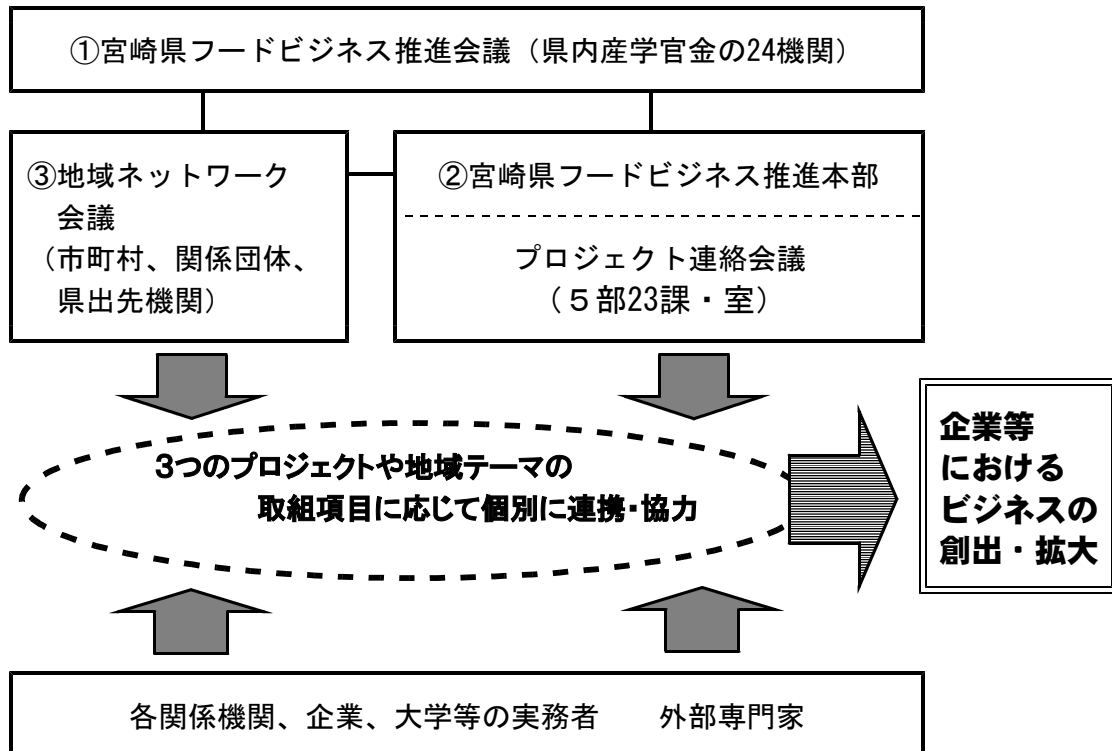 ①宮崎県フードビジネス推進会議（県内産学官金の24機関）
③地域ネットワーク
会議
（市町村、関係団体、
県出先機関）
②宮崎県フードビジネス推進本部
プロジェクト連絡会議
（５部23課・室）
３つのプロジェクトや地域テーマの
取組項目に応じて個別に連携・協力
企業等
における
ビジネスの
創出・拡大
各関係機関、企業、大学等の実務者　　外部専門家